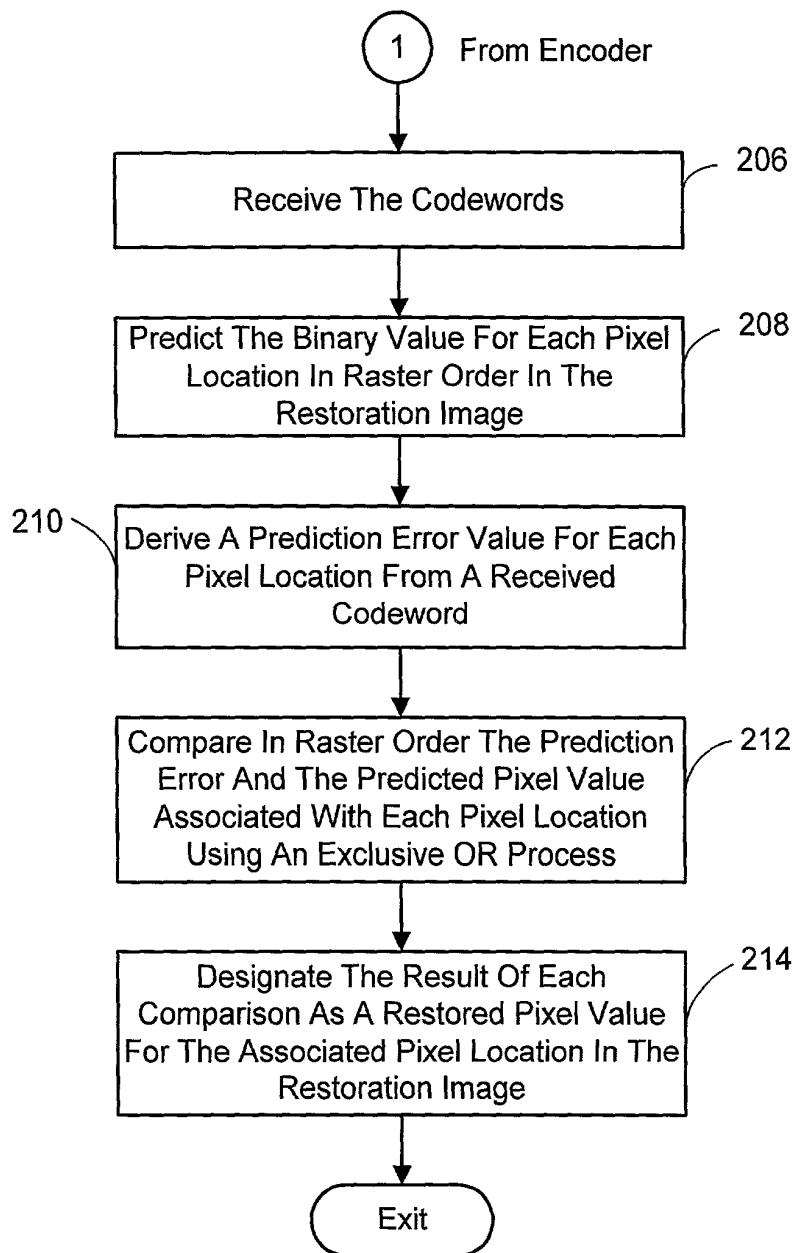 1
From Encoder
206
Receive The Codewords
208
Predict The Binary Value For Each Pixel
Location In Raster Order In The
Restoration Image
210
Derive A Prediction Error Value For Each
Pixel Location From A Received
Codeword
212
Compare In Raster Order The Prediction
Error And The Predicted Pixel Value
Associated With Each Pixel Location
Using An Exclusive OR Process
214
Designate The Result Of Each
Comparison As A Restored Pixel Value
For The Associated Pixel Location In The
Restoration Image
Exit